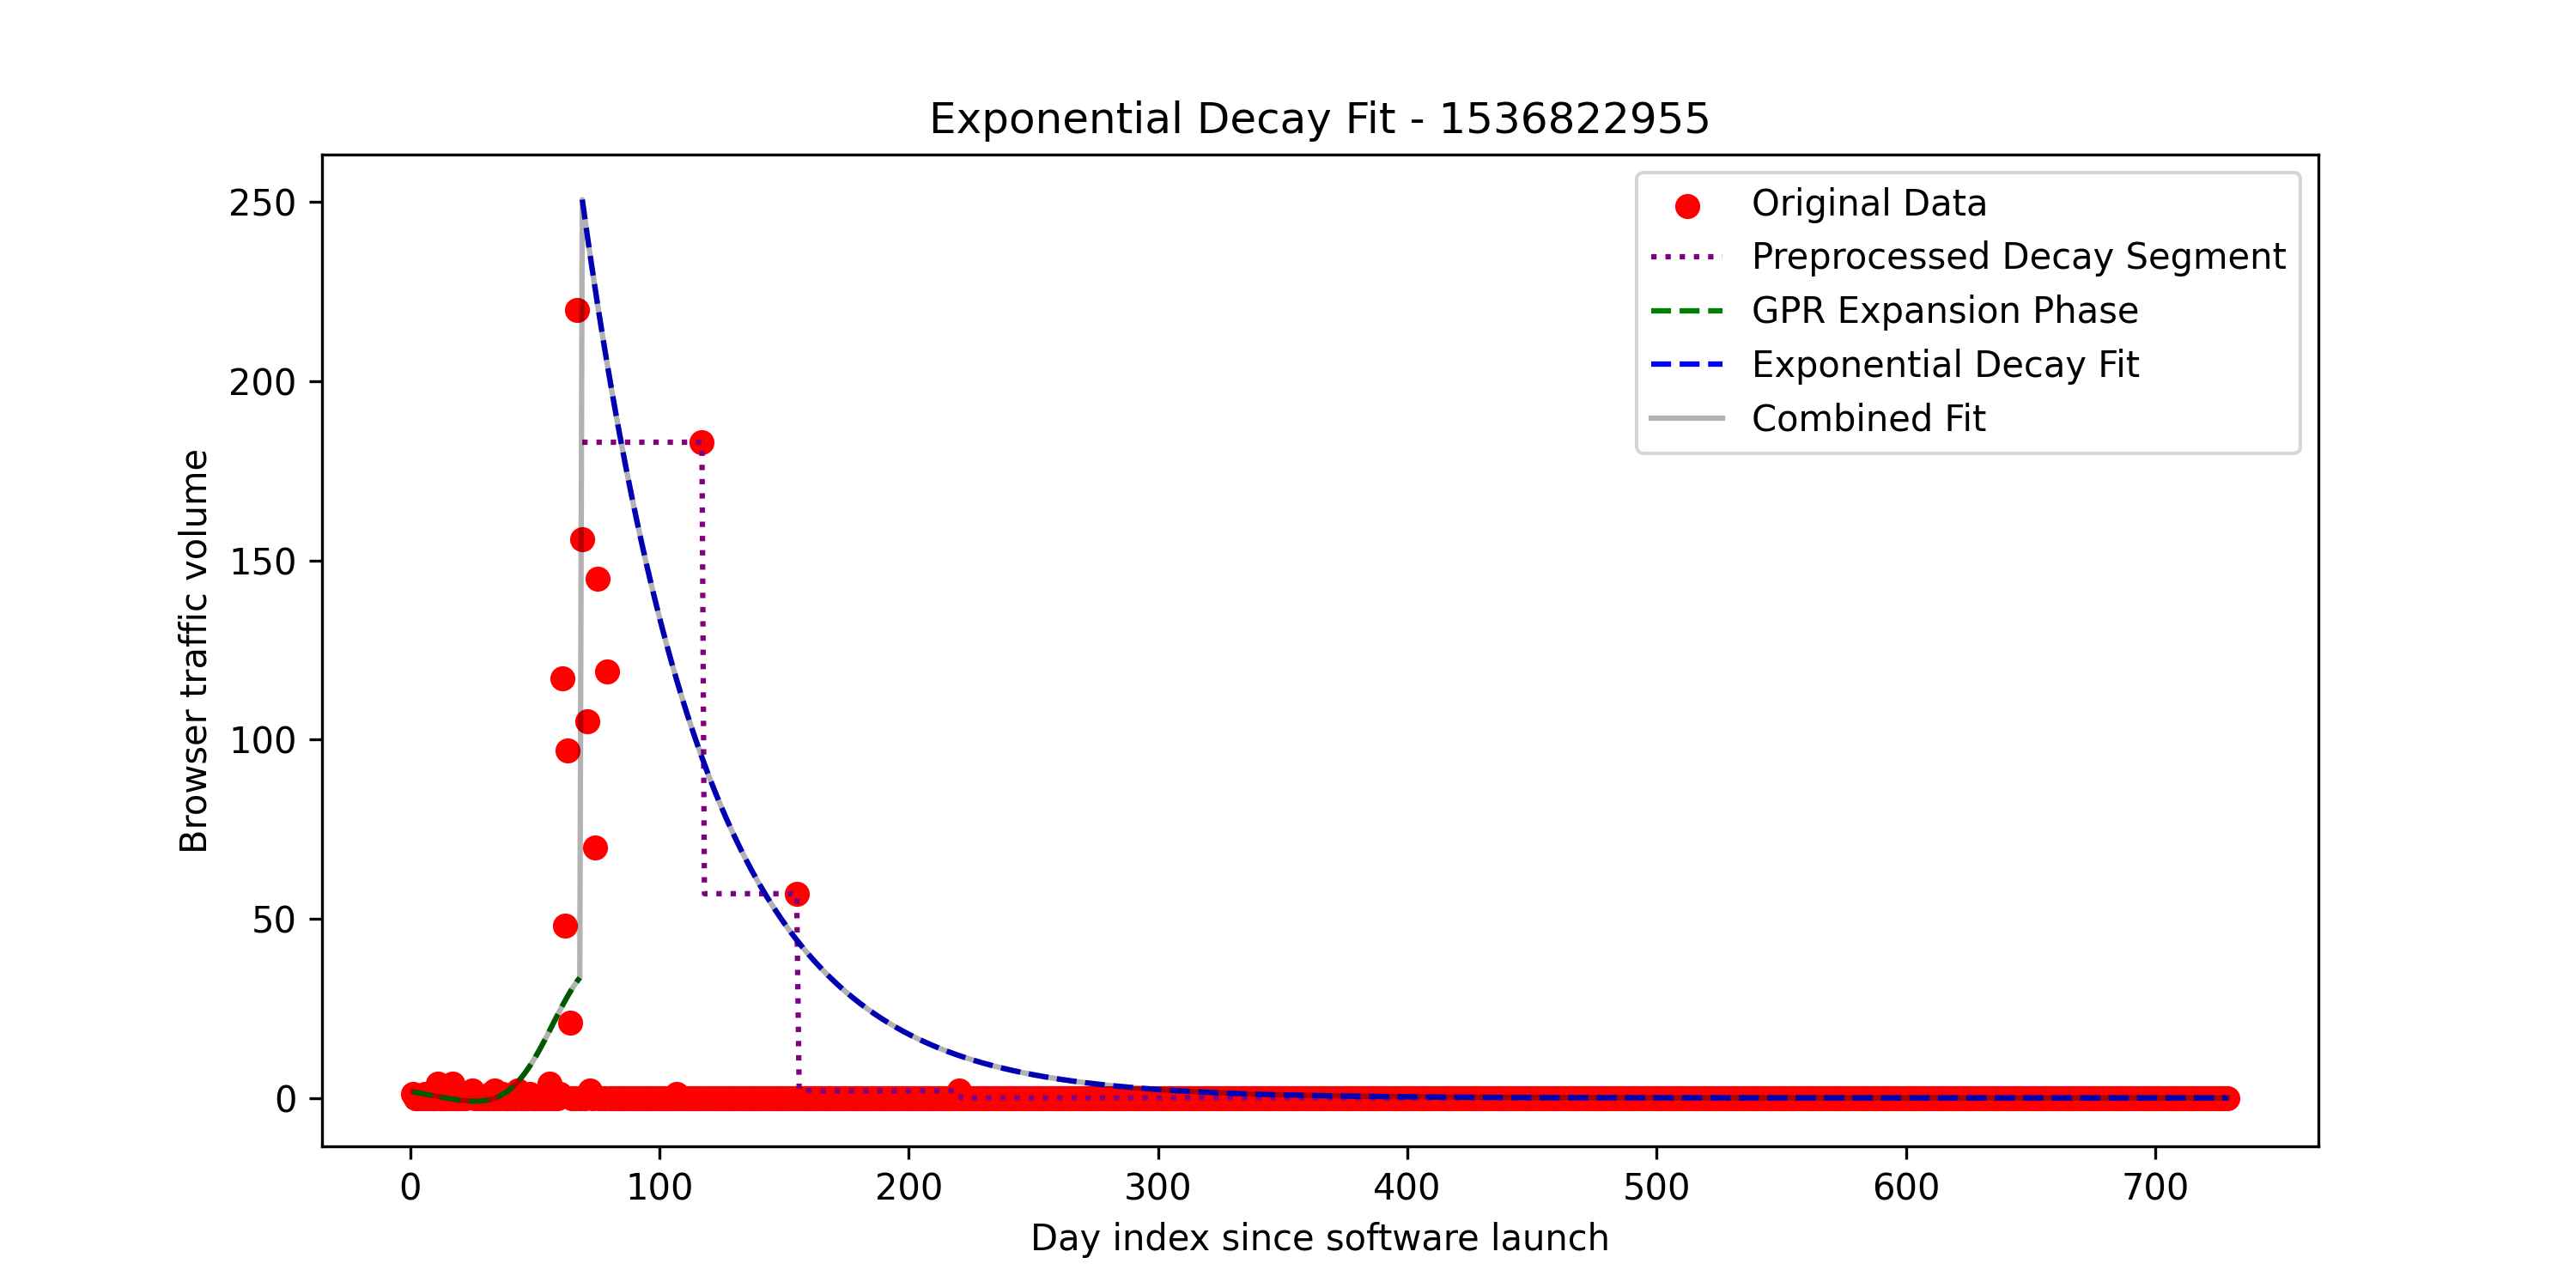 Exponential Decay Fit - 1536822955
Original Data
Preprocessed Decay Segment
GPR Expansion Phase
Exponential Decay Fit
Combined Fit
Browser traffic volume
250
200
150
100
50
0
0 100 200 300 400 500 600 700
Day index since software launch